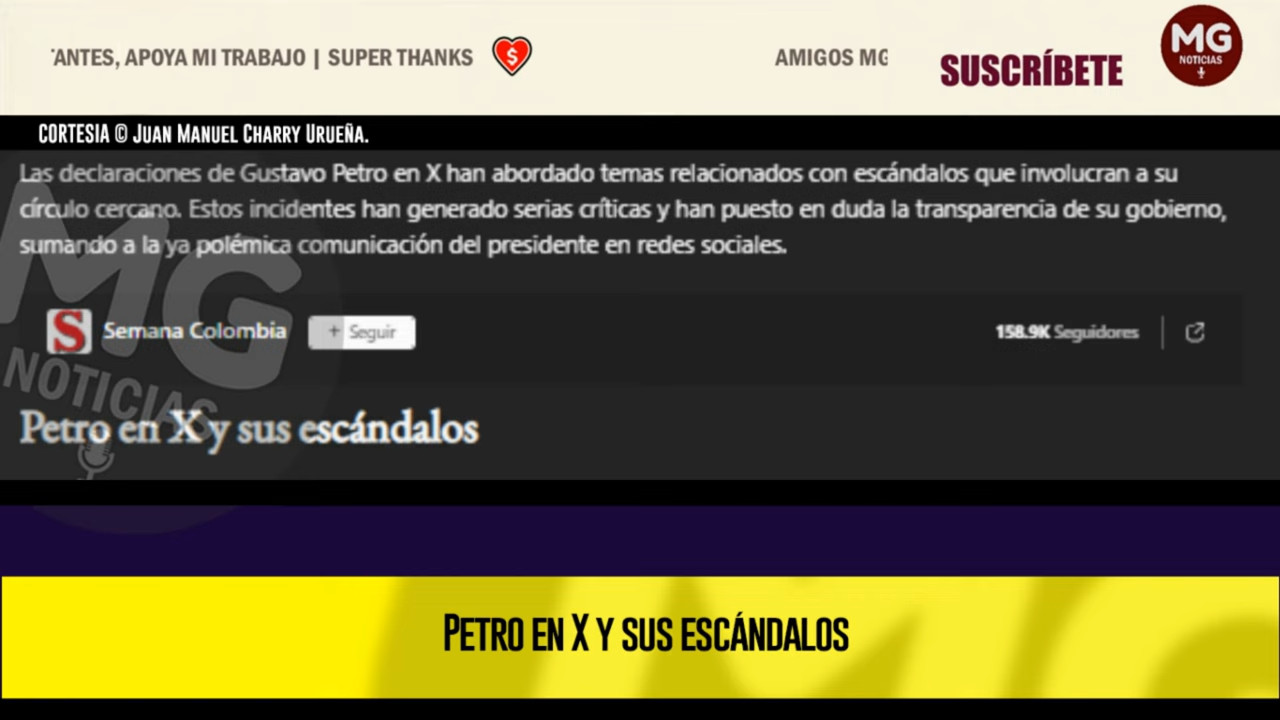 TANTES, APOYA MI TRABAJO | SUPER THANKS
AMIGOS MG
SUSCRÍBETE
MG
NOTICIAS
CORTESIA © JUAN MANUEL CHARRY URUEÑA.
Las declaraciones de Gustavo Petro en X han abordado temas relacionados con escándalos que involucran a su
círculo cercano. Estos incidentes han generado serias críticas y han puesto en duda la transparencia de su gobierno,
sumando a la ya polémica comunicación del presidente en redes sociales.
S Semana Colombia + Seguir 158.9K Seguidores
MG
NOTICIAS
Petro en X y sus escándalos
PETRO EN X Y SUS ESCÁNDALOS